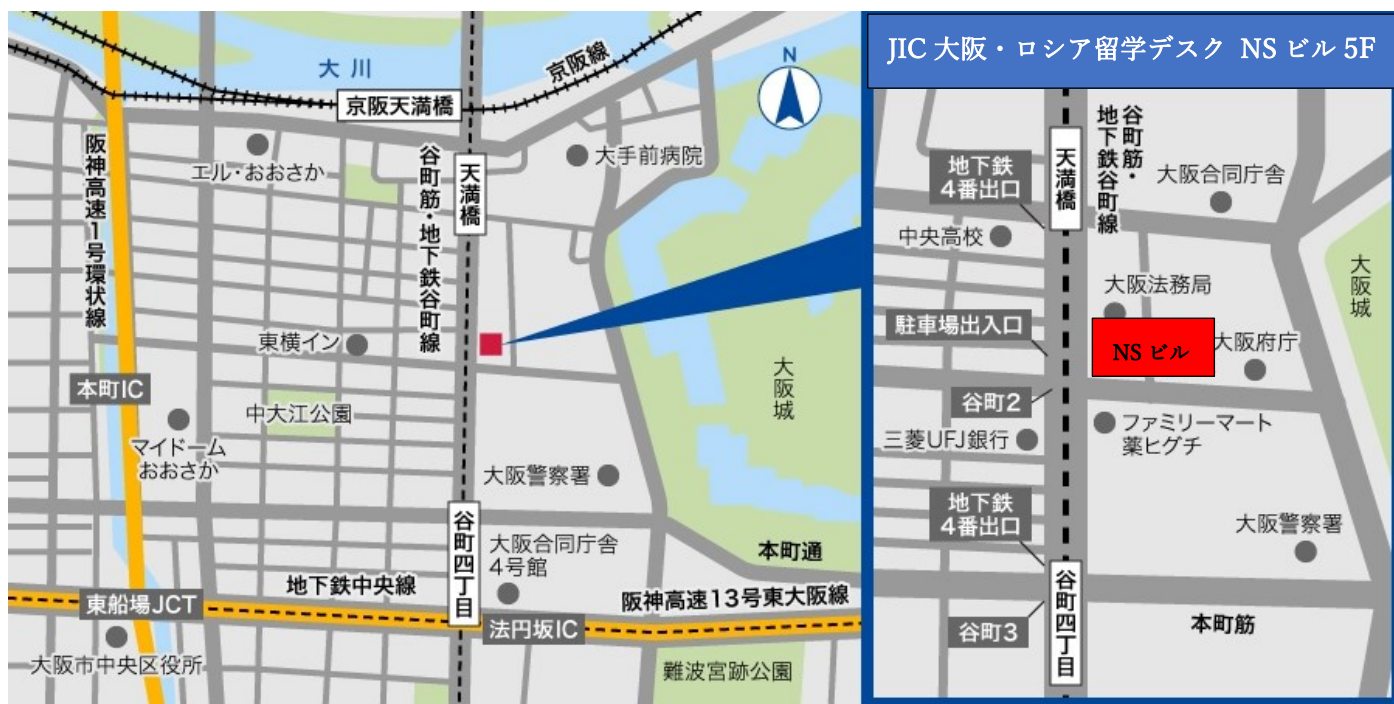 大川
京阪線
京阪天満橋
N
阪神高速1号環状線
エル・おおさか
谷町筋・地下鉄谷町線
天満橋
大手前病院
東横イン
本町IC
中大江公園
マイドーム
おおさか
大阪城
大阪警察署
谷町四丁目
大阪合同庁舎
4号館
本町通
地下鉄中央線
阪神高速13号東大阪線
東船場JCT
法円坂IC
大阪市中央区役所
難波宮跡公園
JIC 大阪・ロシア留学デスク NS ビル 5F
谷町筋・
地下鉄谷町線
天満橋
地下鉄
4番出口
大阪合同庁舎
中央高校
大阪法務局
大阪城
駐車場出入口
NS ビル
大阪府庁
谷町2
ファミリーマート
薬ヒグチ
三菱UFJ銀行
地下鉄
4番出口
大阪警察署
谷町四丁目
谷町3
本町筋